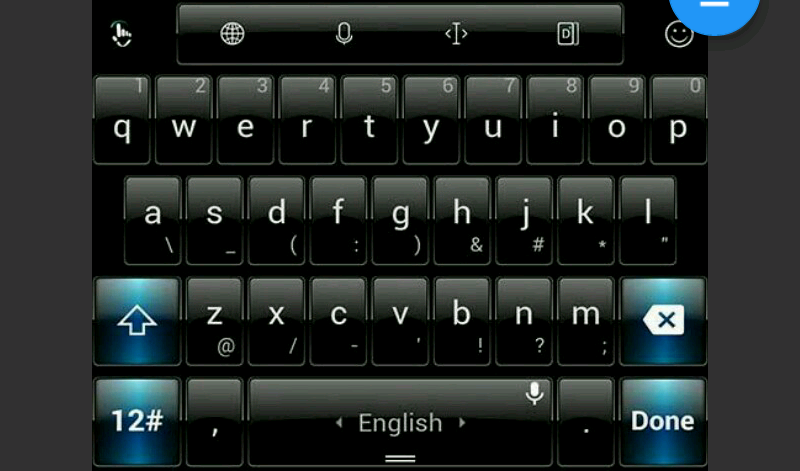 D
1 2 3 4 5 6 7 8 9 0
q w e r t y u i o p
a s d f g h j k l
\ _ ( : ) & # * "
z x c v b n m
@ / - ' ! ? ;
12# , English . Done